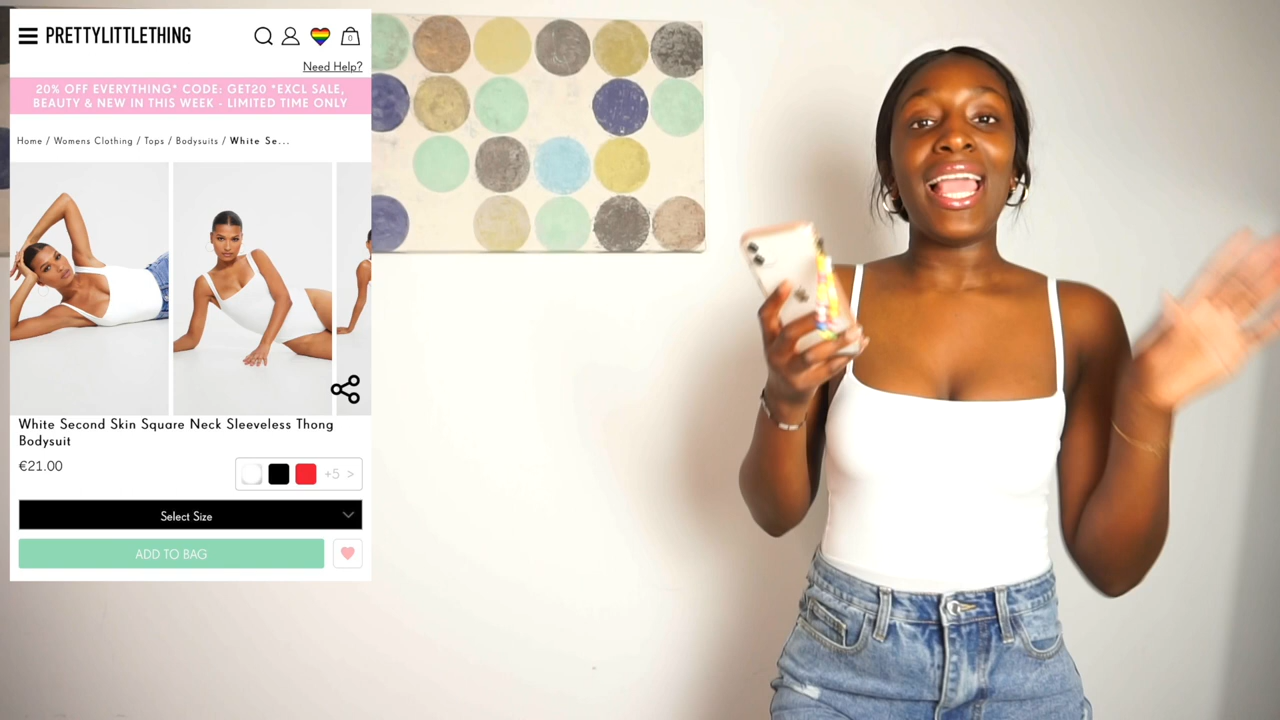 PRETTYLITTLETHING
0
Need Help?
20% OFF EVERYTHING* CODE: GET20 *EXCL SALE,
BEAUTY & NEW IN THIS WEEK - LIMITED TIME ONLY
Home / Womens Clothing / Tops / Bodysuits / White Se...
White Second Skin Square Neck Sleeveless Thong
Bodysuit
€21.00
+5 >
Select Size
ADD TO BAG